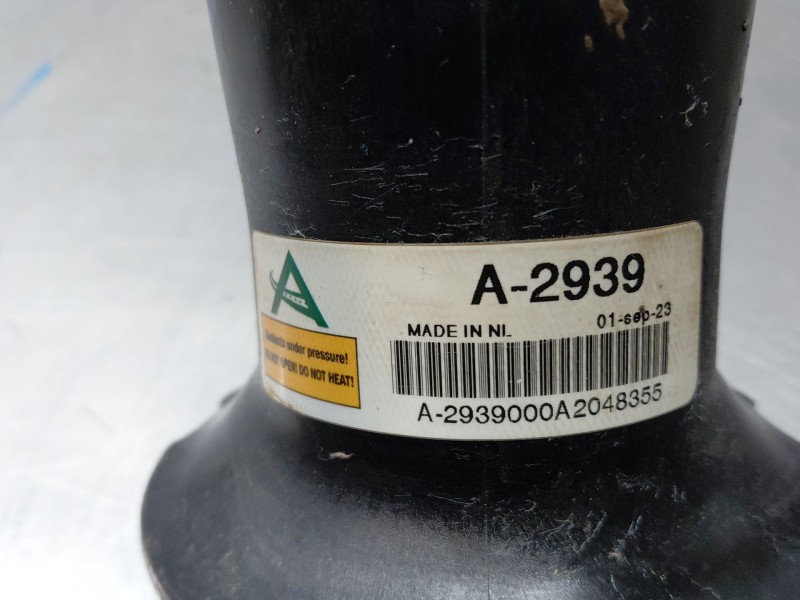 A
A-2939
MADE IN NL
01-sep-23
Contents under pressure!
DO NOT OPEN! DO NOT HEAT!
A-2939000A2048355